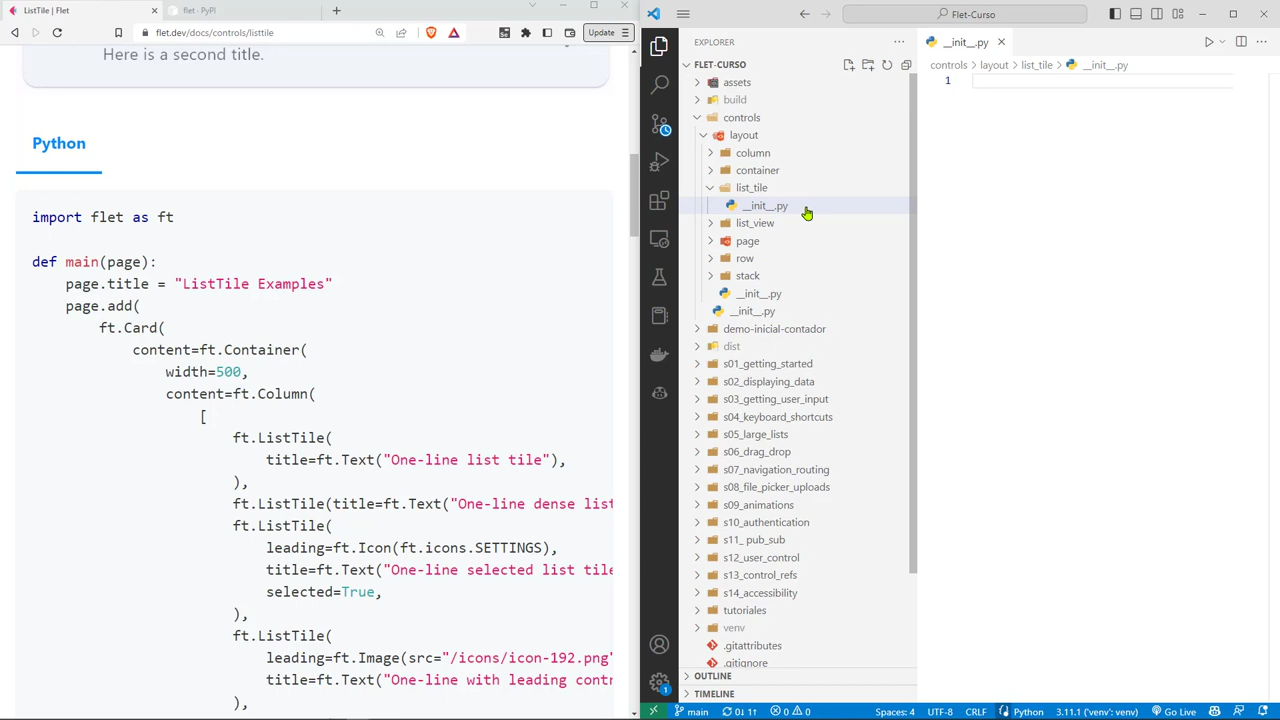 ListTile | Flet
flet · PyPI
flet.dev/docs/controls/listtile
Update
Here is a second title.
Python
import flet as ft
def main(page):
page.title = "ListTile Examples"
page.add(
ft.Card(
content=ft.Container(
width=500,
content=ft.Column(
[
ft.ListTile(
title=ft.Text("One-line list tile"),
),
ft.ListTile(title=ft.Text("One-line dense list
ft.ListTile(
leading=ft.Icon(ft.icons.SETTINGS),
title=ft.Text("One-line selected list tile
selected=True,
),
ft.ListTile(
leading=ft.Image(src="/icons/icon-192.png"
title=ft.Text("One-line with leading contr
),
Flet-Curso
EXPLORER
FLET-CURSO
assets
build
controls
layout
column
container
list_tile
__init__.py
list_view
page
row
stack
__init__.py
__init__.py
demo-inicial-contador
dist
s01_getting_started
s02_displaying_data
s03_getting_user_input
s04_keyboard_shortcuts
s05_large_lists
s06_drag_drop
s07_navigation_routing
s08_file_picker_uploads
s09_animations
s10_authentication
s11_ pub_sub
s12_user_control
s13_control_refs
s14_accessibility
tutoriales
venv
.gitattributes
.gitignore
OUTLINE
TIMELINE
__init__.py
controls > layout > list_tile > __init__.py
1
1
main 0↓ 1↑ 0 0 Spaces: 4 UTF-8 CRLF Python 3.11.1 ('venv': venv) Go Live